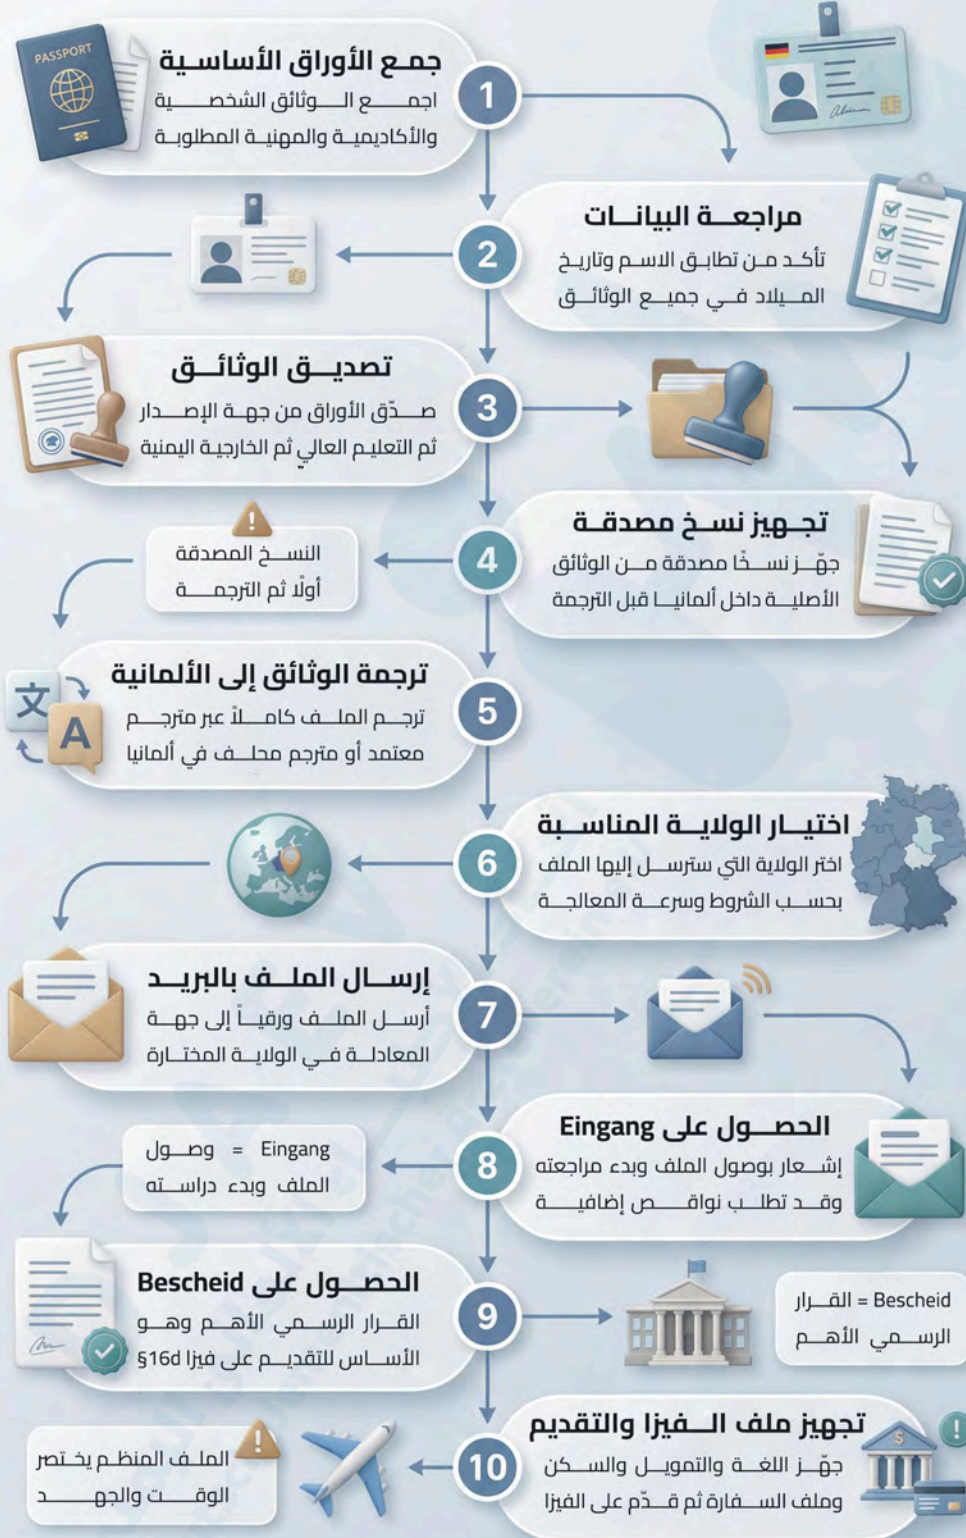 PASSPORT
جمع الأوراق الأساسية
1
اجمع الوثائق الشخصية
والأكاديمية والمهنية المطلوبة
مراجعة البيانات
2
تأكد من تطابق الاسم وتاريخ
الميلاد في جميع الوثائق
تصديق الوثائق
3
صدّق الأوراق من جهة الإصدار
ثم التعليم العالي ثم الخارجية اليمنية
تجهيز نسخ مصدقة
4
جهّز نسخًا مصدقة من الوثائق
الأصلية داخل ألمانيا قبل الترجمة
!
النسخ المصدقة
أولًا ثم الترجمة
ترجمة الوثائق إلى الألمانية
5
ترجم الملف كاملاً عبر مترجم
معتمد أو مترجم محلف في ألمانيا
文
A
اختيار الولاية المناسبة
6
اختر الولاية التي سترسل إليها الملف
بحسب الشروط وسرعة المعالجة
إرسال الملف بالبريد
7
أرسل الملف ورقياً إلى جهة
المعادلة في الولاية المختارة
الحصول على Eingang
8
إشعار بوصول الملف وبدء مراجعته
وقد تطلب نواقص إضافية
Eingang = وصول
الملف وبدء دراسته
الحصول على Bescheid
9
القرار الرسمي الأهم وهو
الأساس للتقديم على فيزا 16d§
Bescheid = القرار
الرسمي الأهم
تجهيز ملف الفيزا والتقديم
10
جهّز اللغة والتمويل والسكن
وملف السفارة ثم قدّم على الفيزا
$
!
!
الملف المنظم يختصر
الوقت والجهد